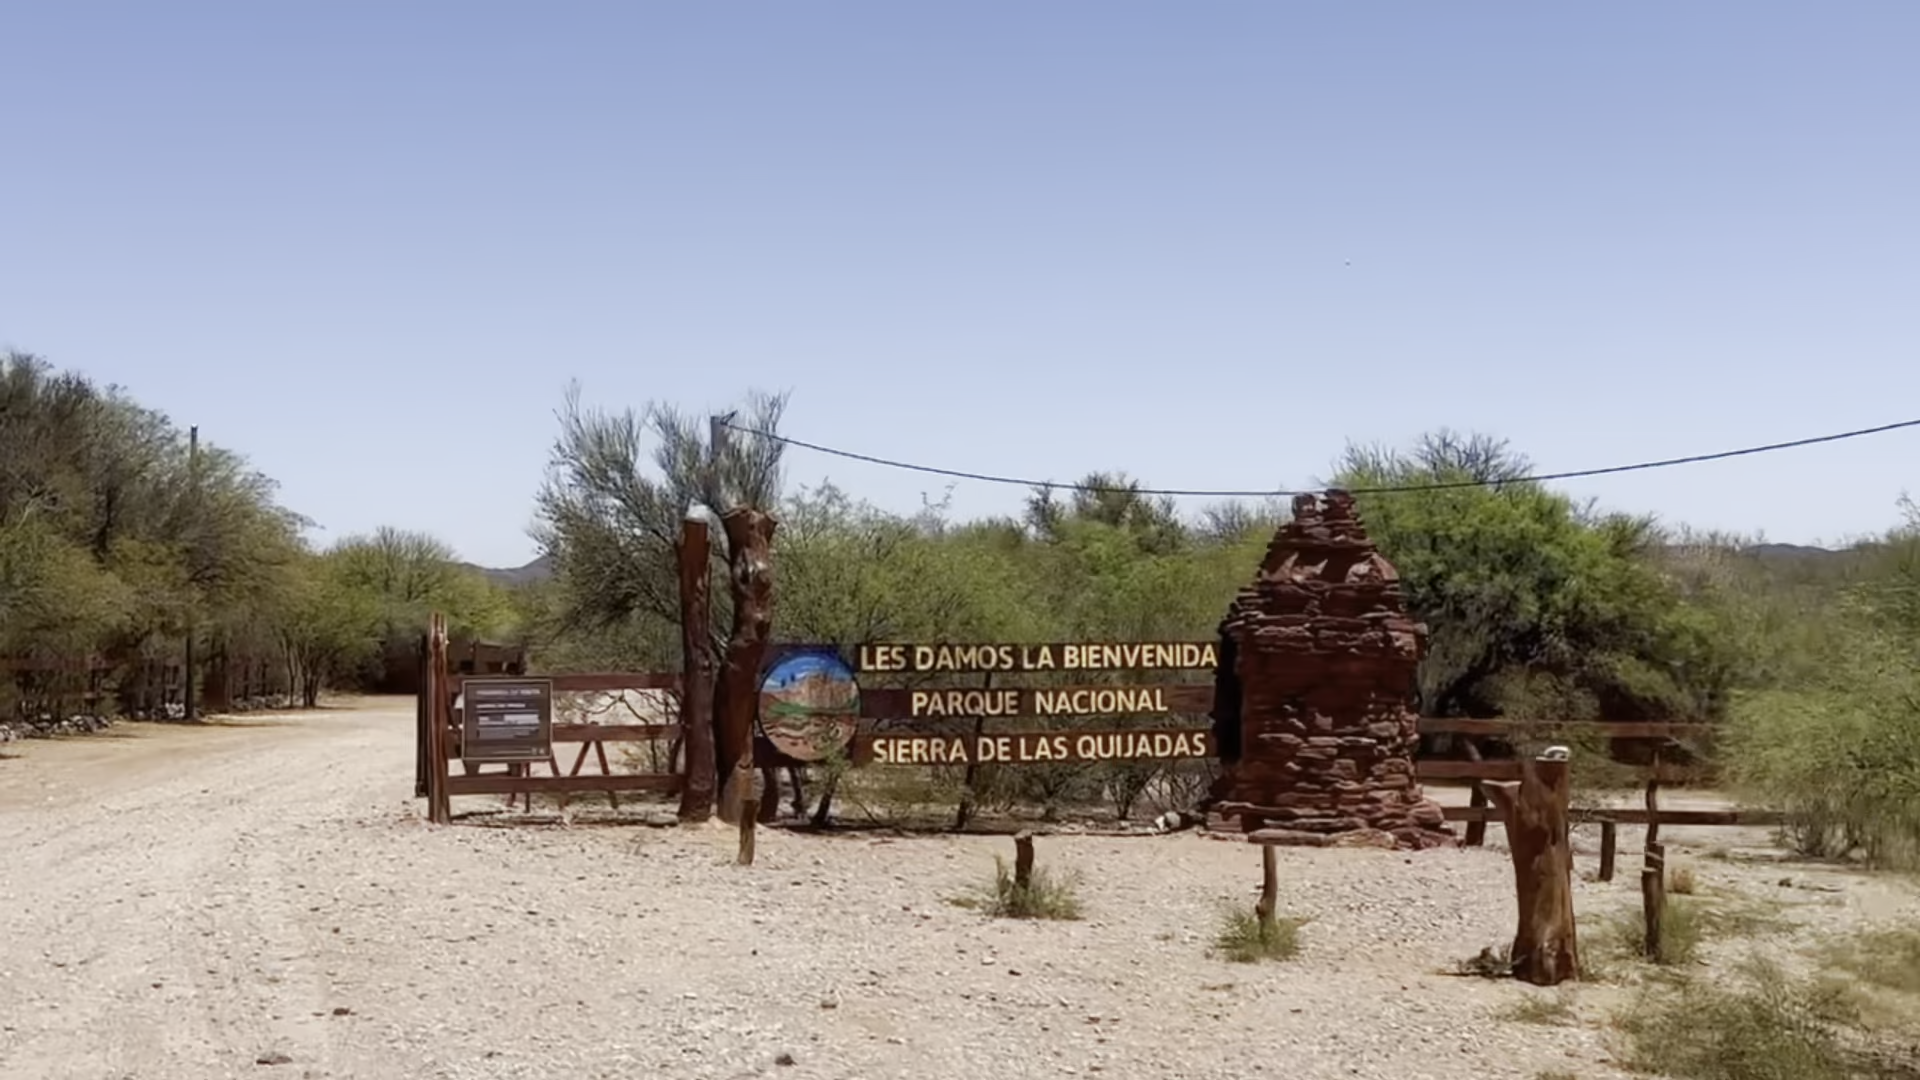 LES DAMOS LA BIENVENIDA
PARQUE NACIONAL
SIERRA DE LAS QUIJADAS